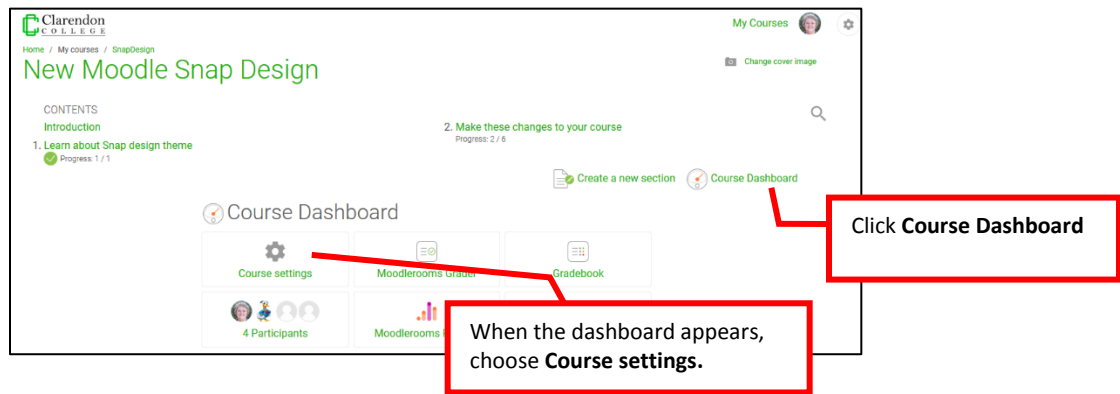 Clarendon
COLLEGE
My Courses
Home / My courses / SnapDesign
New Moodle Snap Design
Change cover image
CONTENTS
Introduction
1. Learn about Snap design theme
Progress: 1 / 1
2. Make these changes to your course
Progress: 2 / 6
Create a new section
Course Dashboard
Click Course Dashboard
Course Dashboard
Course settings
Moodlerooms Grader
Gradebook
4 Participants
Moodlerooms
When the dashboard appears,
choose Course settings.